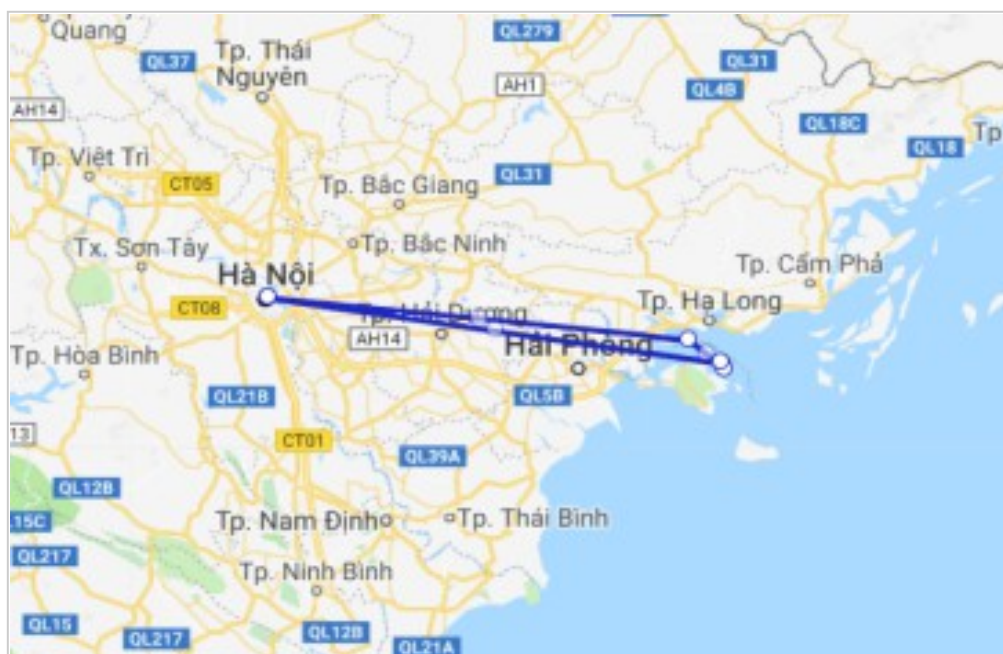 Quang
QL279
QL31
QL37
Tp. Thái
Nguyên
AH1
QL4B
AH14
QL18C
QL18
Tp. Việt Trì
CT05
Tp. Bắc Giang
QL31
Tx. Sơn Tây
Tp. Bắc Ninh
Hà Nội
Tp. Cẩm Phả
CT08
Tp. Hạ Long
Tp. Hải Dương
AH14
Hải Phòng
Tp. Hòa Bình
QL21B
QL5B
13
CT01
QL39A
QL12B
QL15C
Tp. Nam Định
Tp. Thái Bình
QL217
Tp. Ninh Bình
QL15
QL217
QL12B
QL21A